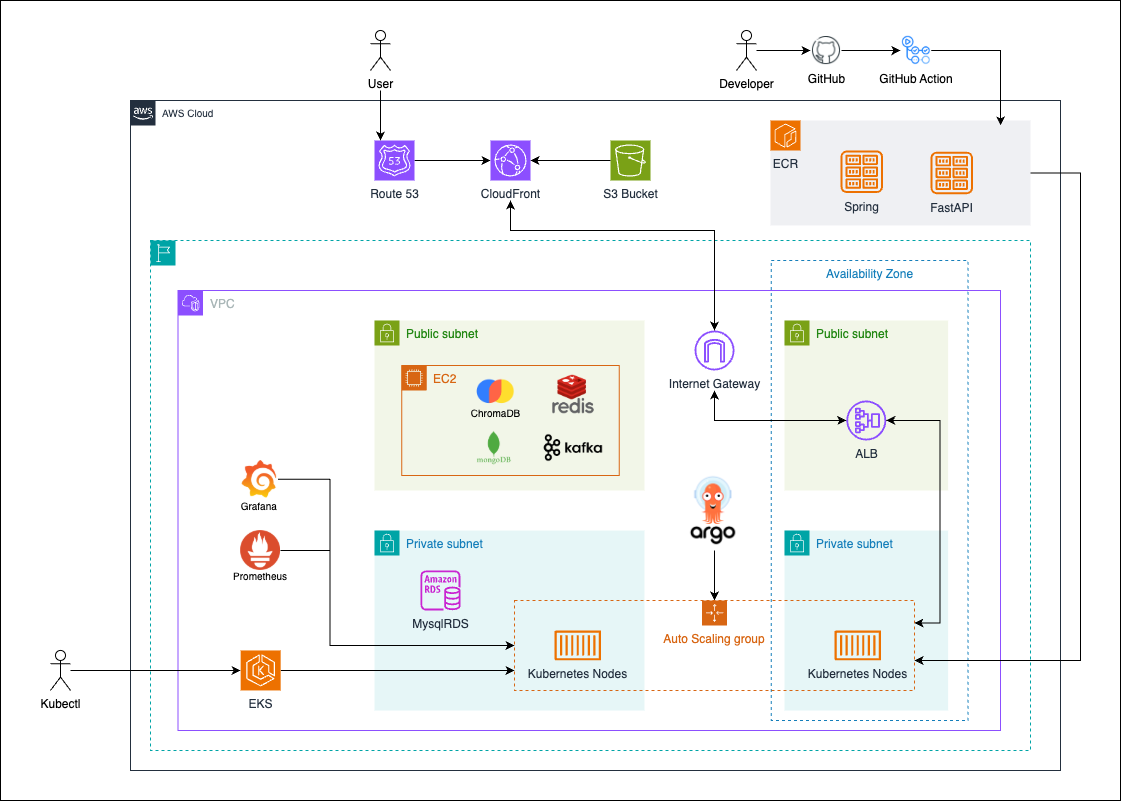 User
Developer
GitHub
GitHub Action
aws
AWS Cloud
53
Route 53
CloudFront
S3 Bucket
ECR
Spring
FastAPI
Availability Zone
VPC
Public subnet
EC2
ChromaDB
redis
mongoDB
kafka
Internet Gateway
Public subnet
ALB
Grafana
Prometheus
argo
Private subnet
Amazon
RDS
MysqlRDS
Private subnet
Auto Scaling group
Kubernetes Nodes
Kubernetes Nodes
Kubectl
EKS